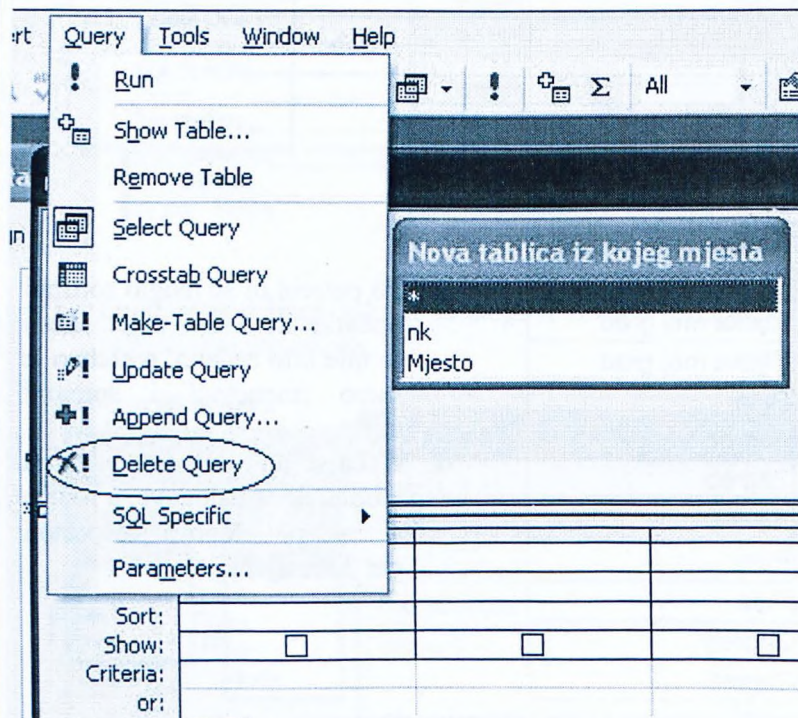 rt Query Tools Window Help
Run
All
Show Table...
Remove Table
Select Query
Crosstab Query
Make-Table Query...
Update Query
Append Query...
Delete Query
SQL Specific
Parameters...
Nova tablica iz kojeg mjesta
*
nk
Mjesto
Sort:
Show:
Criteria:
or: